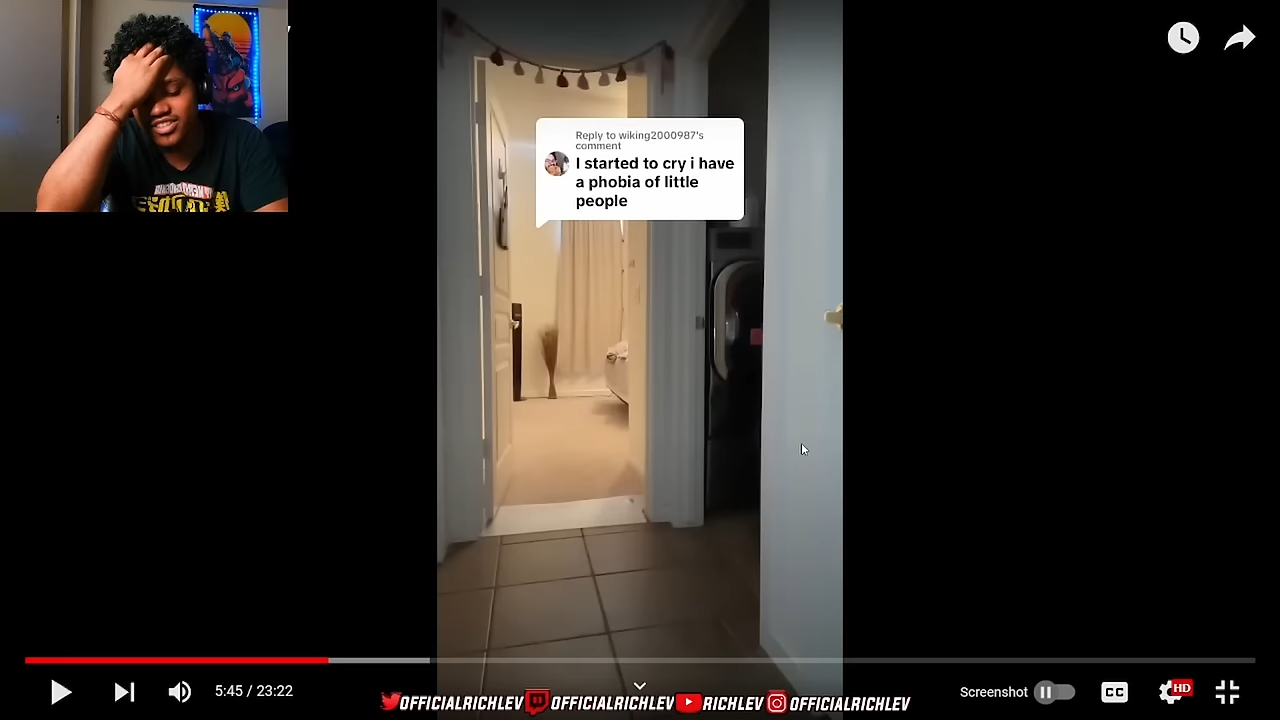 Reply to wiking2000987's
comment
I started to cry i have
a phobia of little
people
5:45 / 23:22
Screenshot
CC
HD
OFFICIALRICHLEV
OFFICIALRICHLEV
RICHLEV
OFFICIALRICHLEV